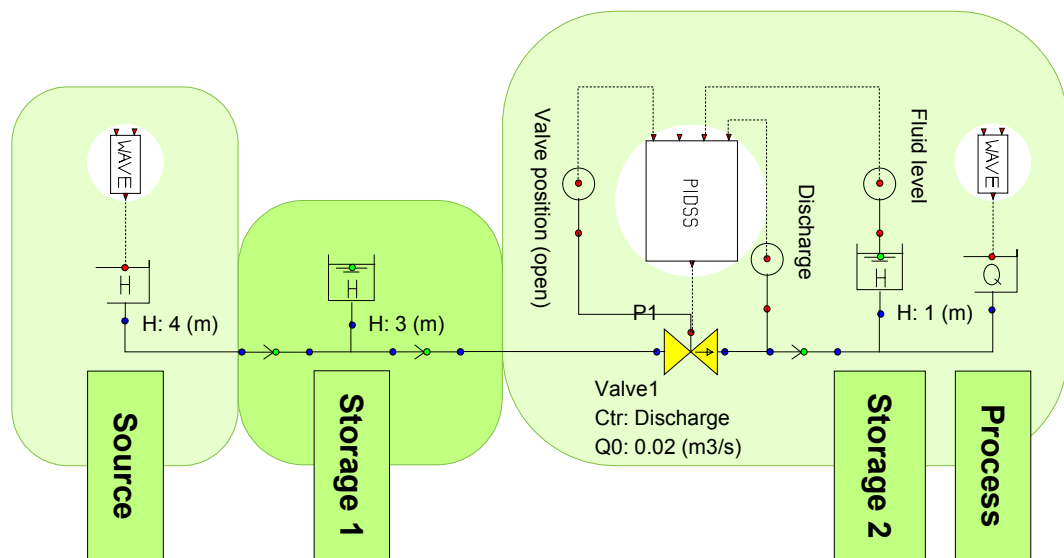 WAVE
H
H: 4 (m)
Source
H
H: 3 (m)
Storage 1
Valve position (open)
PIDSS
Discharge
P1
Valve1
Ctr: Discharge
Q0: 0.02 (m3/s)
Fluid level
H
H: 1 (m)
Storage 2
WAVE
Q
Process